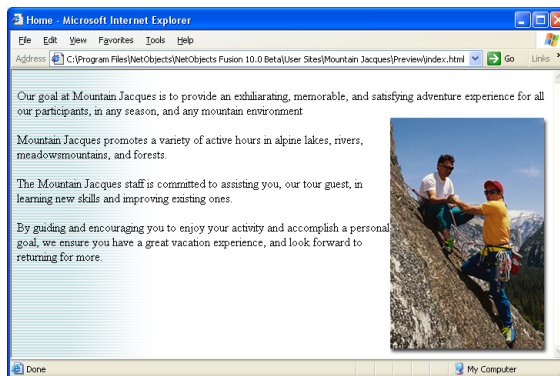 Home - Microsoft Internet Explorer
File Edit View Favorites Tools Help
Address C:\Program Files\NetObjects\NetObjects Fusion 10.0 Beta\User Sites\Mountain Jacques\Preview\index.html Go Links »
Our goal at Mountain Jacques is to provide an exhiliarating, memorable, and satisfying adventure experience for all
our participants, in any season, and any mountain environment
Mountain Jacques promotes a variety of active hours in alpine lakes, rivers,
meadowsmountains, and forests.
The Mountain Jacques staff is committed to assisting you, our tour guest, in
learning new skills and improving existing ones.
By guiding and encouraging you to enjoy your activity and accomplish a personal
goal, we ensure you have a great vacation experience, and look forward to
returning for more.
Done My Computer